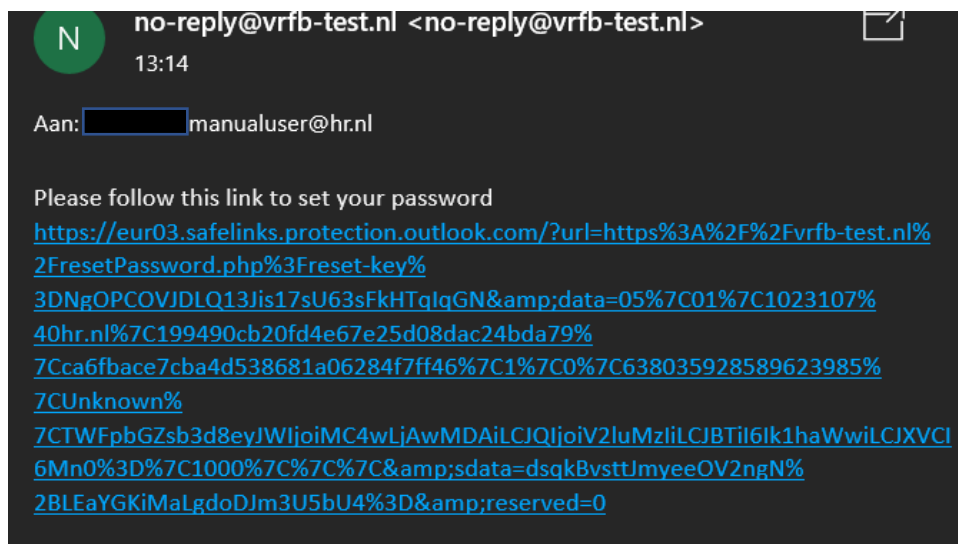 N
no-reply@vrfb-test.nl <no-reply@vrfb-test.nl>
13:14
Aan: manualuser@hr.nl
Please follow this link to set your password
https://eur03.safelinks.protection.outlook.com/?url=https%3A%2F%2Fvrfb-test.nl%
2FresetPassword.php%3Freset-key%
3DNgOPCOVJDLQ13Jis17sU63sFkHTqIqGN&amp;data=05%7C01%7C1023107%
40hr.nl%7C199490cb20fd4e67e25d08dac24bda79%
7Cca6fbace7cba4d538681a06284f7ff46%7C1%7C0%7C638035928589623985%
7CUnknown%
7CTWFpbGZsb3d8eyJWIjoiMC4wLjAwMDAiLCJQIjoiV2luMzIiLCJBTiI6Ik1haWwiLCJXVCI
6Mn0%3D%7C1000%7C%7C%7C&amp;sdata=dsqkBvsttJmyeeOV2ngN%
2BLEaYGKiMaLgdoDJm3U5bU4%3D&amp;reserved=0